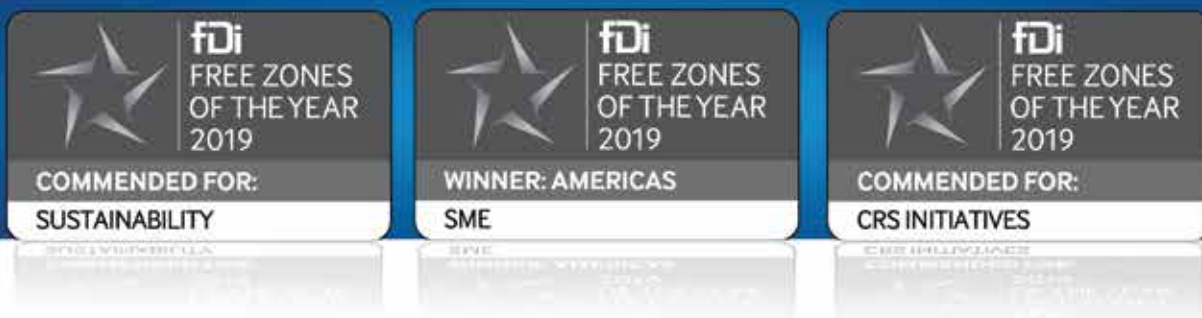 fDi
FREE ZONES
OF THE YEAR
2019
COMMENDED FOR:
SUSTAINABILITY
fDi
FREE ZONES
OF THE YEAR
2019
WINNER: AMERICAS
SME
fDi
FREE ZONES
OF THE YEAR
2019
COMMENDED FOR:
CRS INITIATIVES